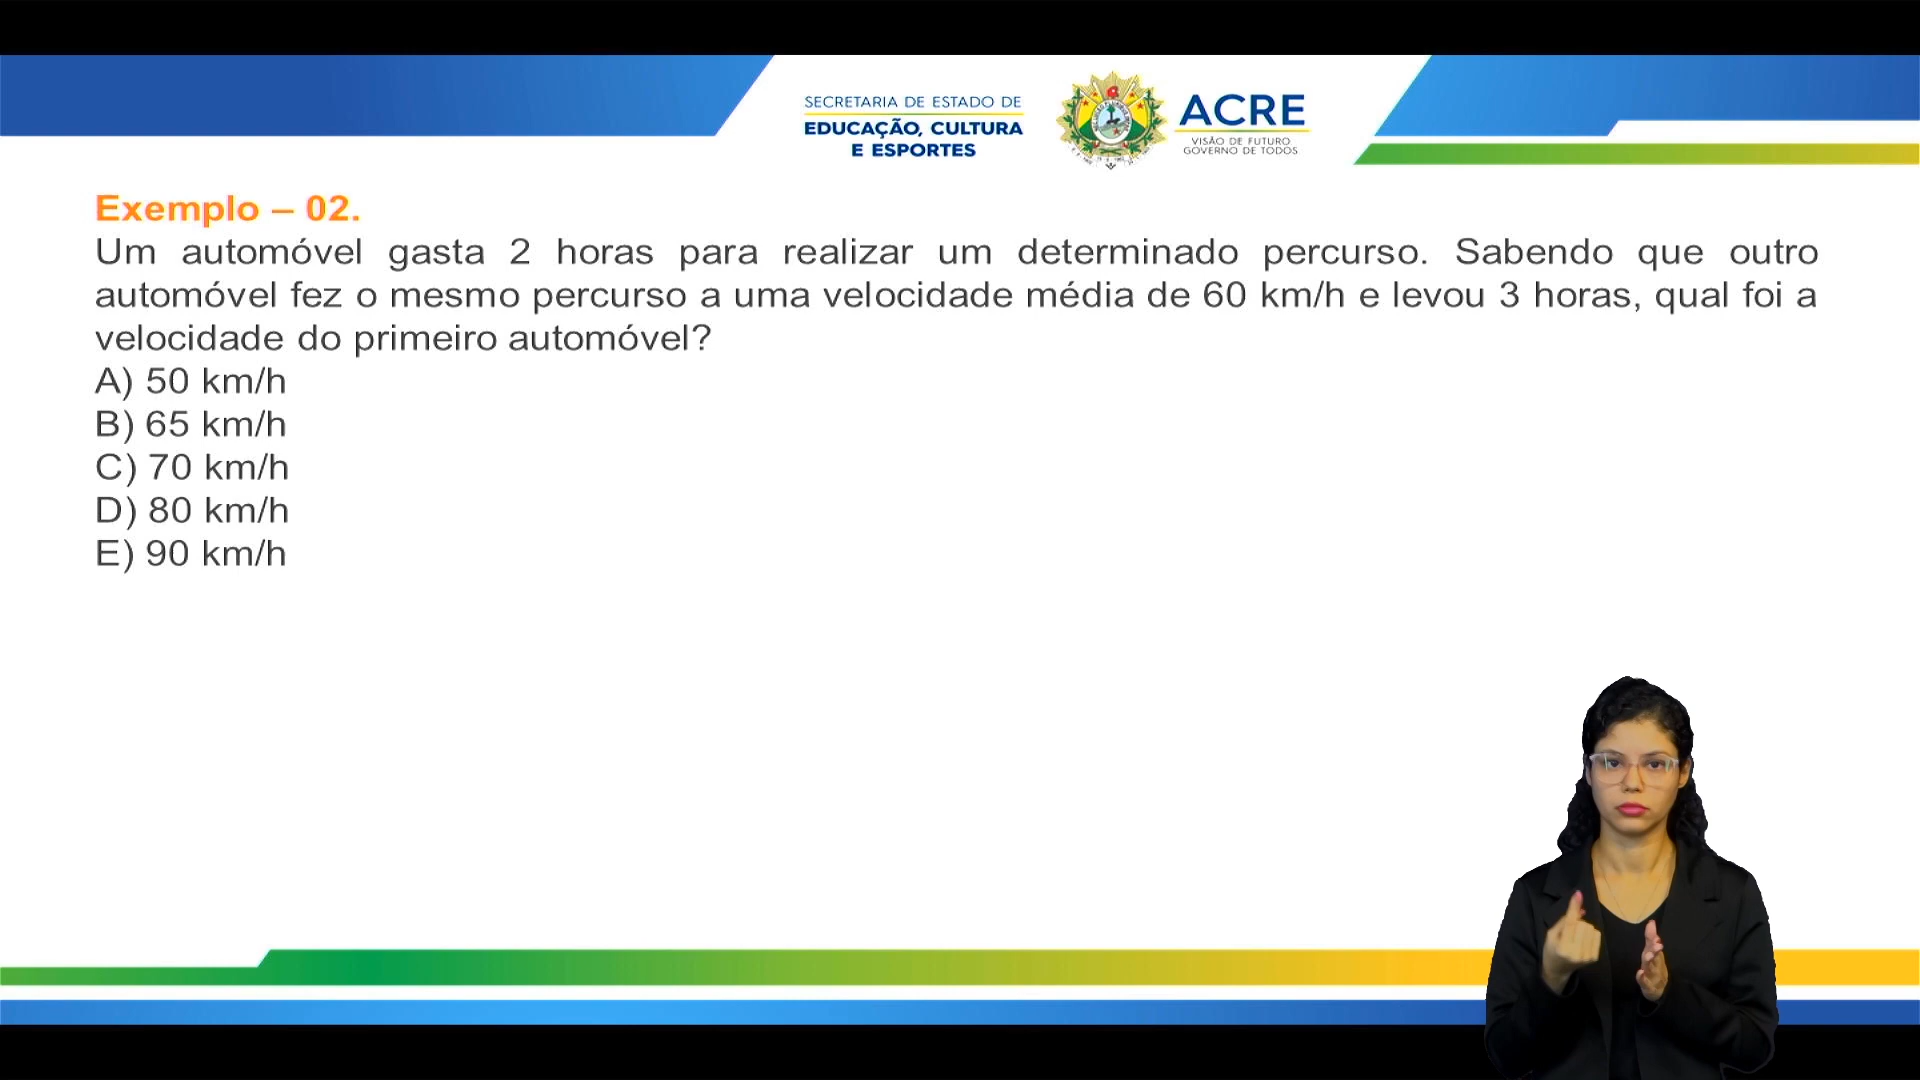 SECRETARIA DE ESTADO DE
EDUCAÇÃO, CULTURA
E ESPORTES
ACRE
VISÃO DE FUTURO
GOVERNO DE TODOS
Exemplo – 02.
Um automóvel gasta 2 horas para realizar um determinado percurso. Sabendo que outro
automóvel fez o mesmo percurso a uma velocidade média de 60 km/h e levou 3 horas, qual foi a
velocidade do primeiro automóvel?
A) 50 km/h
B) 65 km/h
C) 70 km/h
D) 80 km/h
E) 90 km/h